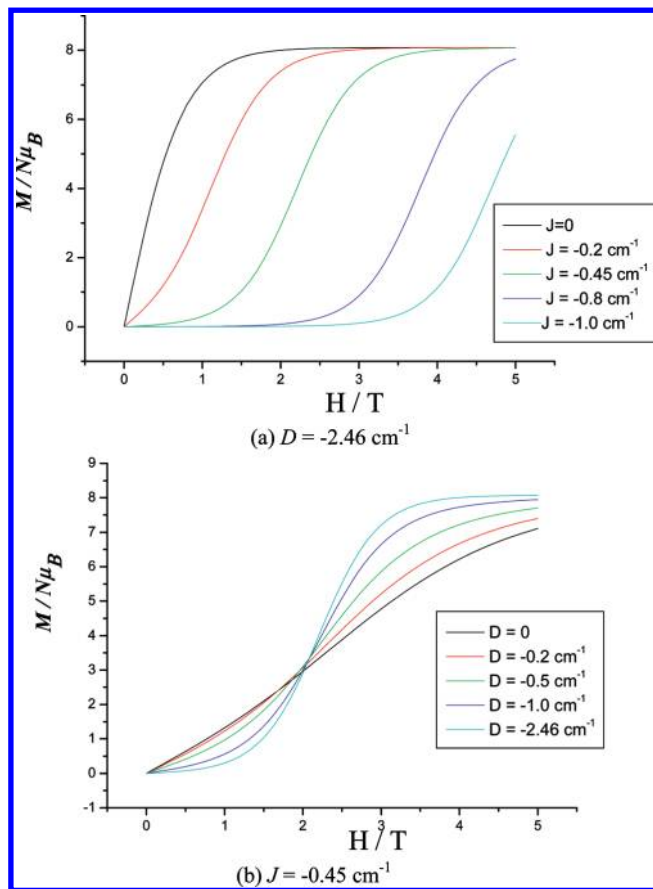 M / Nμ_B
8
6
4
2
0
0 1 2 3 4 5
J=0
J = -0.2 cm⁻¹
J = -0.45 cm⁻¹
J = -0.8 cm⁻¹
J = -1.0 cm⁻¹
H / T
(a) D = -2.46 cm⁻¹
M / Nμ_B
9
8
7
6
5
4
3
2
1
0
-1
0 1 2 3 4 5
D = 0
D = -0.2 cm⁻¹
D = -0.5 cm⁻¹
D = -1.0 cm⁻¹
D = -2.46 cm⁻¹
H / T
(b) J = -0.45 cm⁻¹